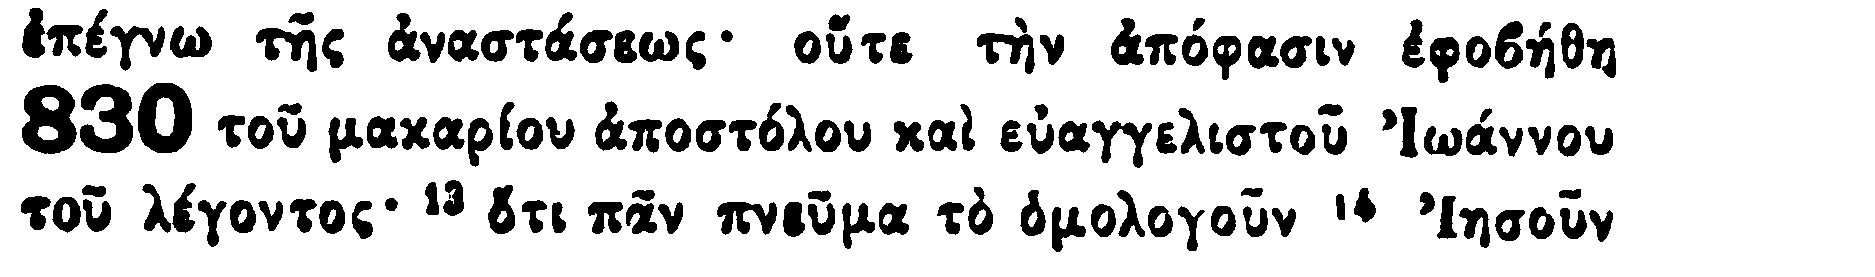 ἐπέγνω τῆς ἀναστάσεως· οὔτε τὴν ἀπόφασιν ἐφοβήθη
830 τοῦ μακαρίου ἀποστόλου καὶ εὐαγγελιστοῦ Ἰωάννου
τοῦ λέγοντος· 13 ὅτι πᾶν πνεῦμα τὸ ὁμολογοῦν 14 Ἰησοῦν